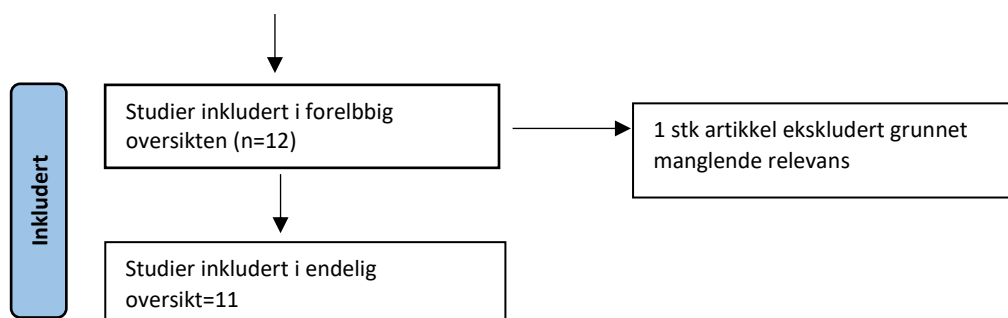 Inkludert
Studier inkludert i forelbbig
oversikten (n=12)
1 stk artikkel ekskludert grunnet
manglende relevans
Studier inkludert i endelig
oversikt=11